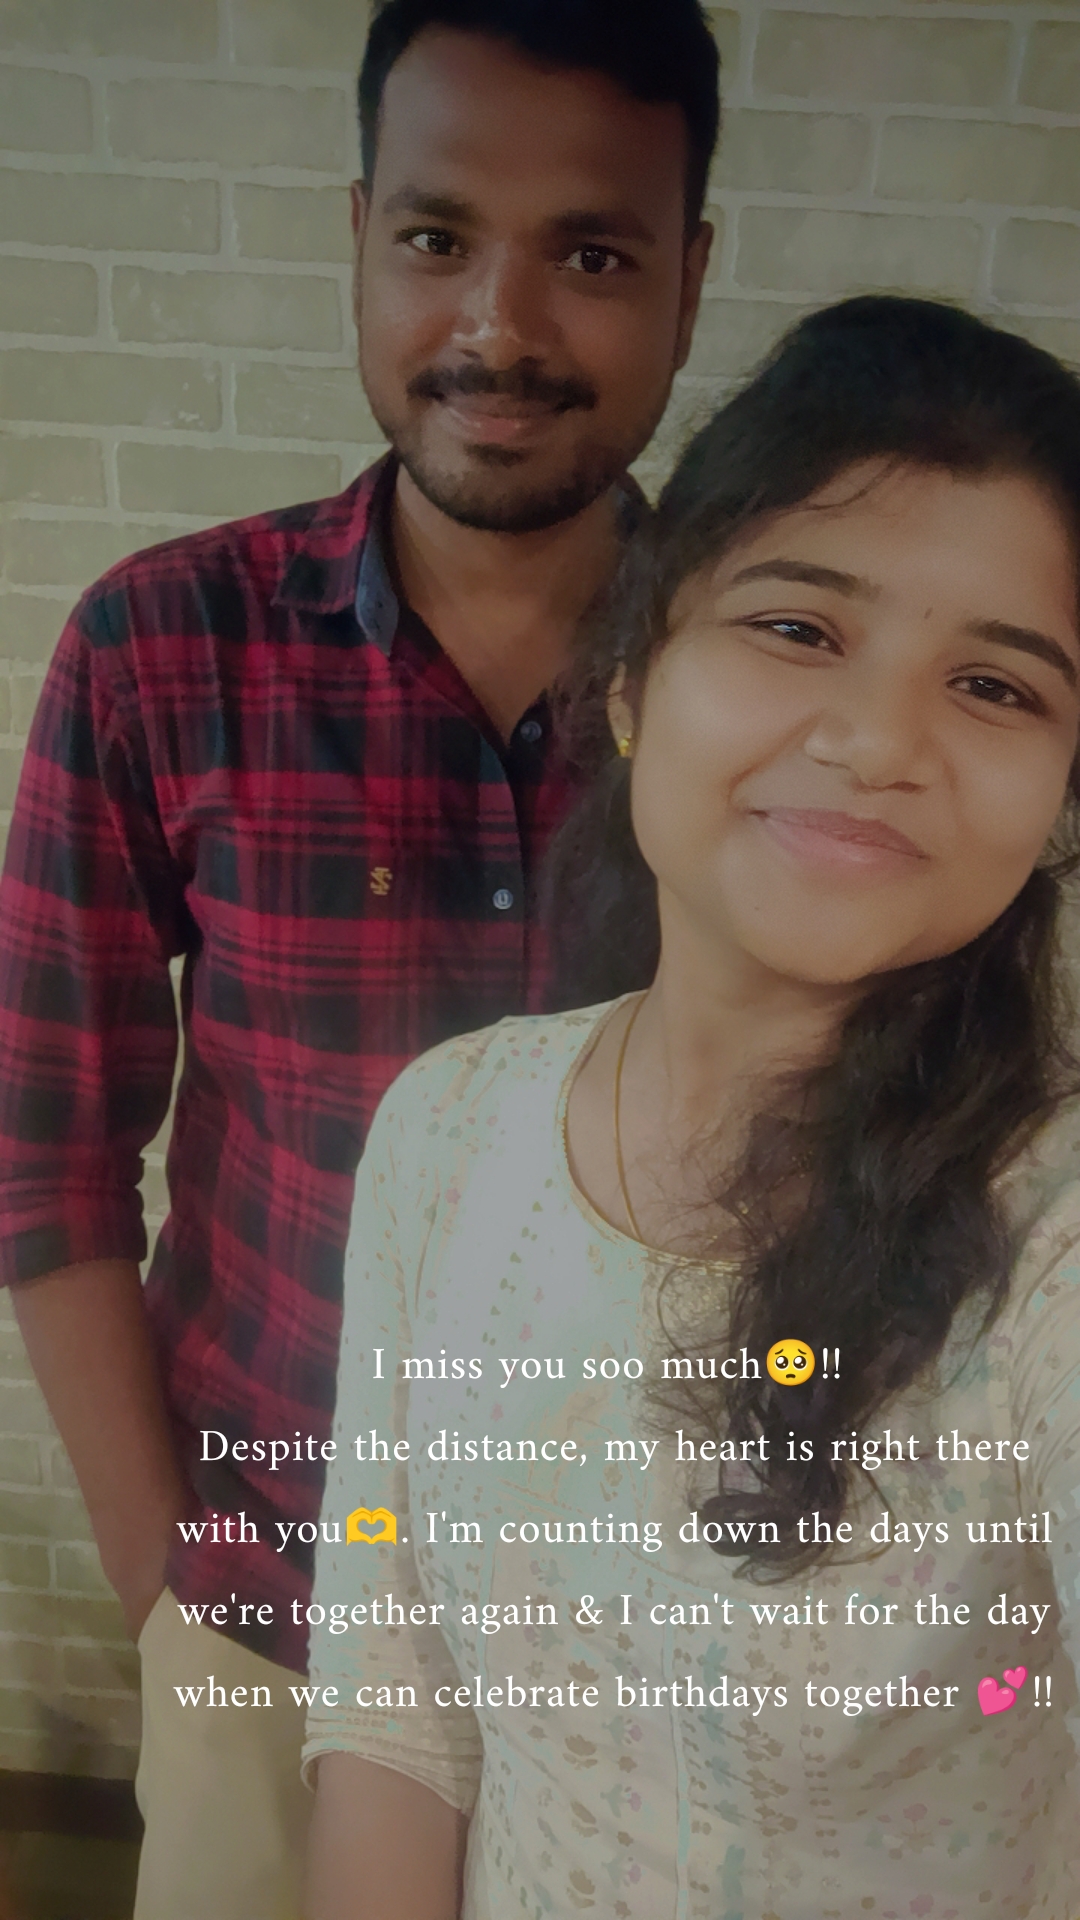 I miss you soo much🥺!!
Despite the distance, my heart is right there
with you🫶. I'm counting down the days until
we're together again & I can't wait for the day
when we can celebrate birthdays together 💕!!